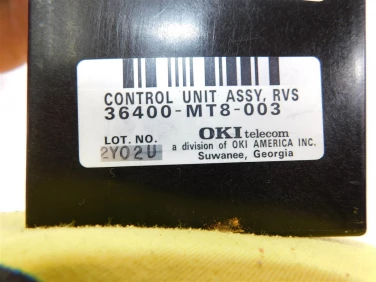 CONTROL UNIT ASSY, RVS
36400-MT8-003
LOT. NO. OKI telecom
2Y02U a division of OKI AMERICA INC.
Suwanee, Georgia